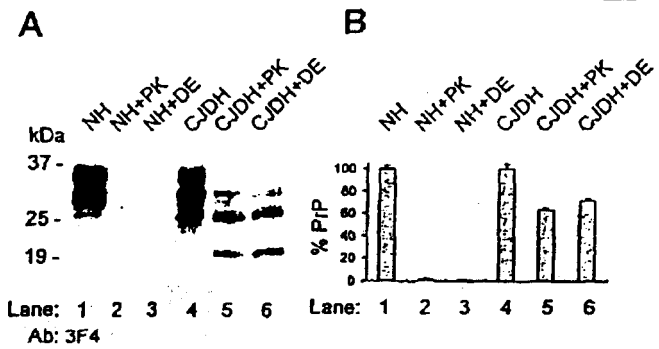 A
NH NH+PK NH+DE CJDH CJDH+PK CJDH+DE
kDa
37 -
25 -
19 -
Lane: 1 2 3 4 5 6
Ab: 3F4
B
NH NH+PK NH+DE CJDH CJDH+PK CJDH+DE
% PrP
100
80
60
40
20
0
Lane: 1 2 3 4 5 6